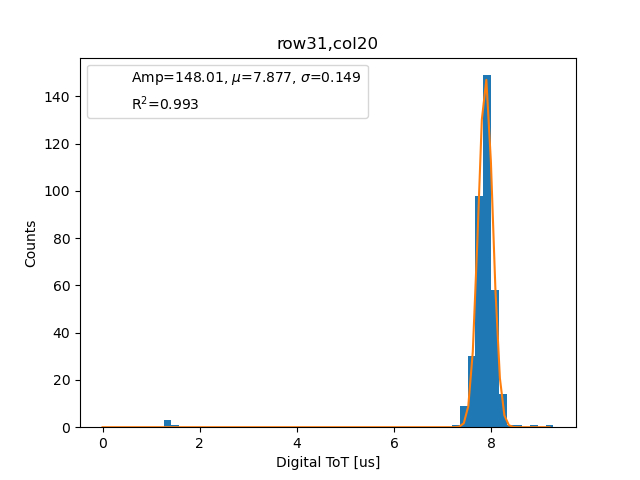 row31,col20
Amp=148.01, μ=7.877, σ=0.149
R²=0.993
140
120
100
80
60
40
20
0
Counts
0 2 4 6 8
Digital ToT [us]